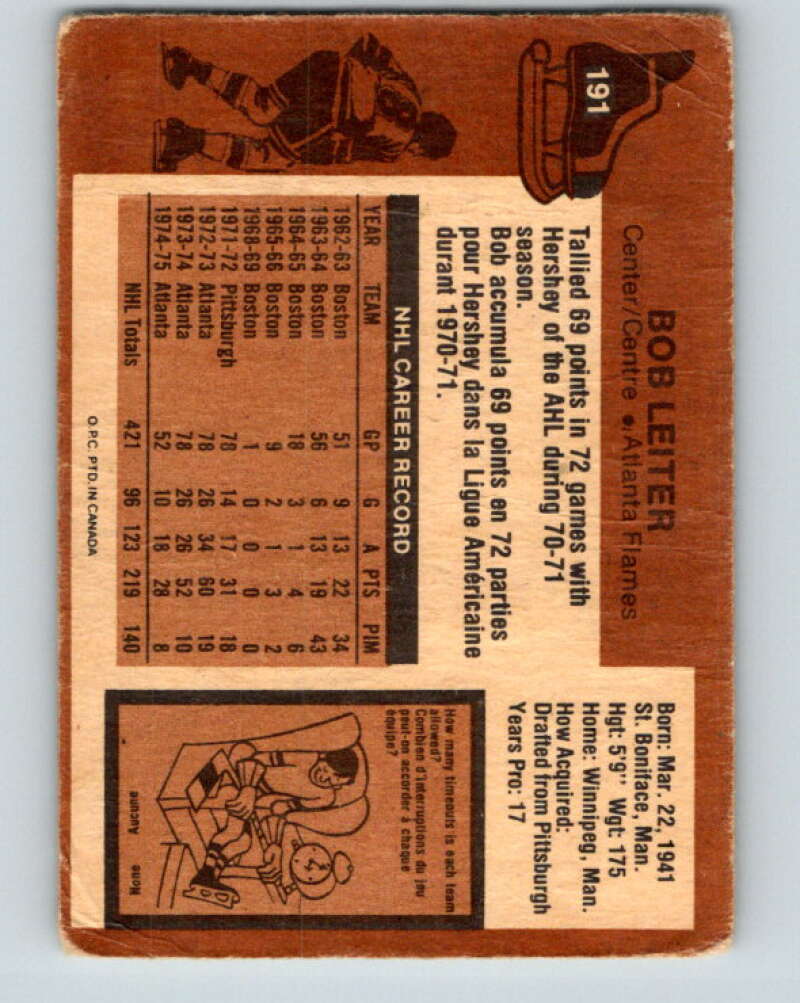 191
8
BOB LEITER
Center/Centre • Atlanta Flames
Born: Mar. 22, 1941
St. Boniface, Man.
Hgt: 5'9" Wgt: 175
Home: Winnipeg, Man.
How Acquired:
Drafted from Pittsburgh
Years Pro: 17
Tallied 69 points in 72 games with
Hershey of the AHL during 70-71
season.
Bob accumula 69 points en 72 parties
pour Hershey dans la Ligue Américaine
durant 1970-71.
NHL CAREER RECORD
YEAR TEAM GP G A PTS PIM
1962-63 Boston 51 9 13 22 34
1963-64 Boston 56 6 13 19 43
1964-65 Boston 18 3 1 4 6
1965-66 Boston 9 2 1 3 2
1968-69 Boston 1 0 0 0 0
1971-72 Pittsburgh 78 14 17 31 18
1972-73 Atlanta 78 26 34 60 19
1973-74 Atlanta 78 26 26 52 10
1974-75 Atlanta 52 10 18 28 8
NHL Totals 421 96 123 219 140
O.P.C. PTD. IN CANADA
How many timeouts is each team
allowed?
Combien d'interruptions du jeu
peut-on accorder à chaque
équipe?
None
Aucune